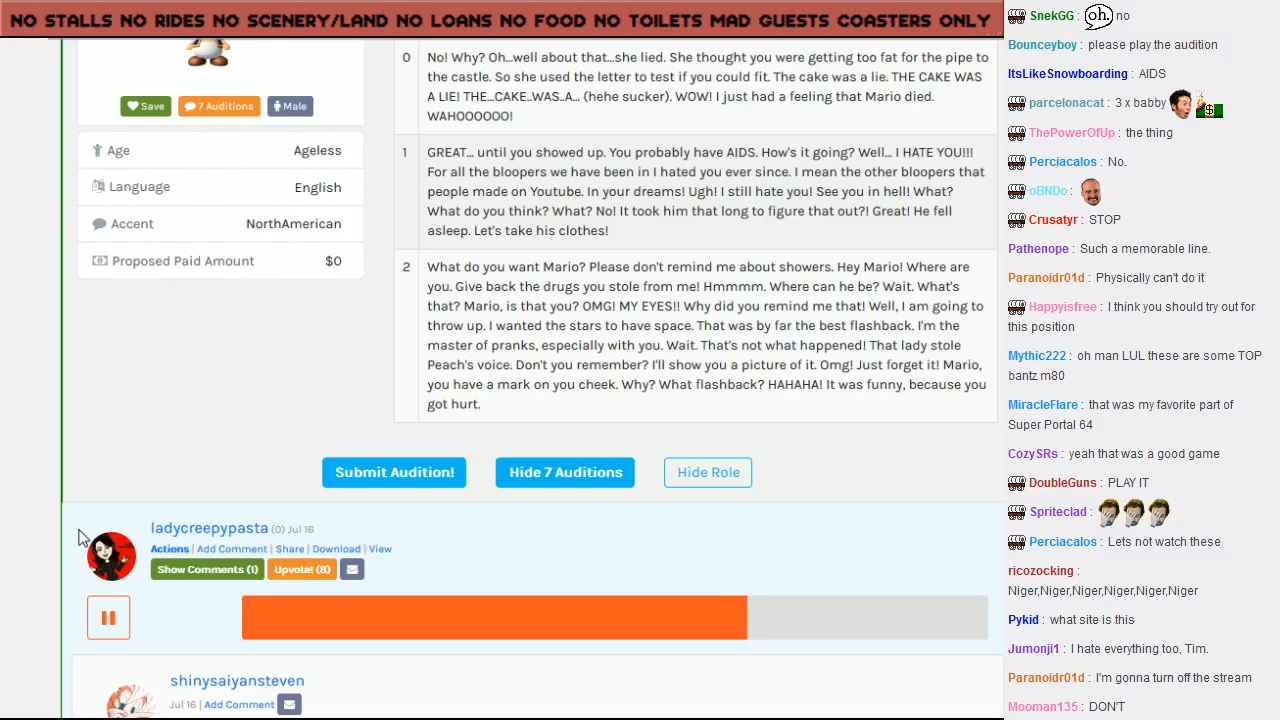 NO STALLS NO RIDES NO SCENERY/LAND NO LOANS NO FOOD NO TOILETS MAD GUESTS COASTERS ONLY
Save
7 Auditions
Male
Age Ageless
Language English
Accent NorthAmerican
Proposed Paid Amount $0
0 No! Why? Oh...well about that...she lied. She thought you were getting too fat for the pipe to
the castle. So she used the letter to test if you could fit. The cake was a lie. THE CAKE WAS
A LIE! THE...CAKE..WAS..A... (hehe sucker). WOW! I just had a feeling that Mario died.
WAHOOOOOO!
1 GREAT... until you showed up. You probably have AIDS. How's it going? Well... I HATE YOU!!!
For all the bloopers we have been in I hated you ever since. I mean the other bloopers that
people made on Youtube. In your dreams! Ugh! I still hate you! See you in hell! What?
What do you think? What? No! It took him that long to figure that out?! Great! He fell
asleep. Let's take his clothes!
2 What do you want Mario? Please don't remind me about showers. Hey Mario! Where are
you. Give back the drugs you stole from me! Hmmmm. Where can he be? Wait. What's
that? Mario, is that you? OMG! MY EYES!! Why did you remind me that! Well, I am going to
throw up. I wanted the stars to have space. That was by far the best flashback. I'm the
master of pranks, especially with you. Wait. That's not what happened! That lady stole
Peach's voice. Don't you remember? I'll show you a picture of it. Omg! Just forget it! Mario,
you have a mark on you cheek. Why? What flashback? HAHAHA! It was funny, because you
got hurt.
Submit Audition!
Hide 7 Auditions
Hide Role
ladycreepypasta (0) Jul 16
Actions | Add Comment | Share | Download | View
Show Comments (1) Upvote! (8)
shinysaiyansteven
Jul 16 | Add Comment
SnekGG : oh. no
Bounceyboy : please play the audition
ItsLikeSnowboarding : AIDS
parcelonacat : 3 x babby
ThePowerOfUp : the thing
Perciacalos : No.
oBNDo :
Crusatyr : STOP
Pathenope : Such a memorable line.
Paranoidr01d : Physically can't do it
Happyisfree : I think you should try out for
this position
Mythic222 : oh man LUL these are some TOP
bantz m80
MiracleFlare : that was my favorite part of
Super Portal 64
CozySRs : yeah that was a good game
DoubleGuns : PLAY IT
Spriteclad :
Perciacalos : Lets not watch these
ricozocking :
Niger,Niger,Niger,Niger,Niger,Niger
Pykid : what site is this
Jumonji1 : I hate everything too, Tim.
Paranoidr01d : I'm gonna turn off the stream
Mooman135 : DON'T